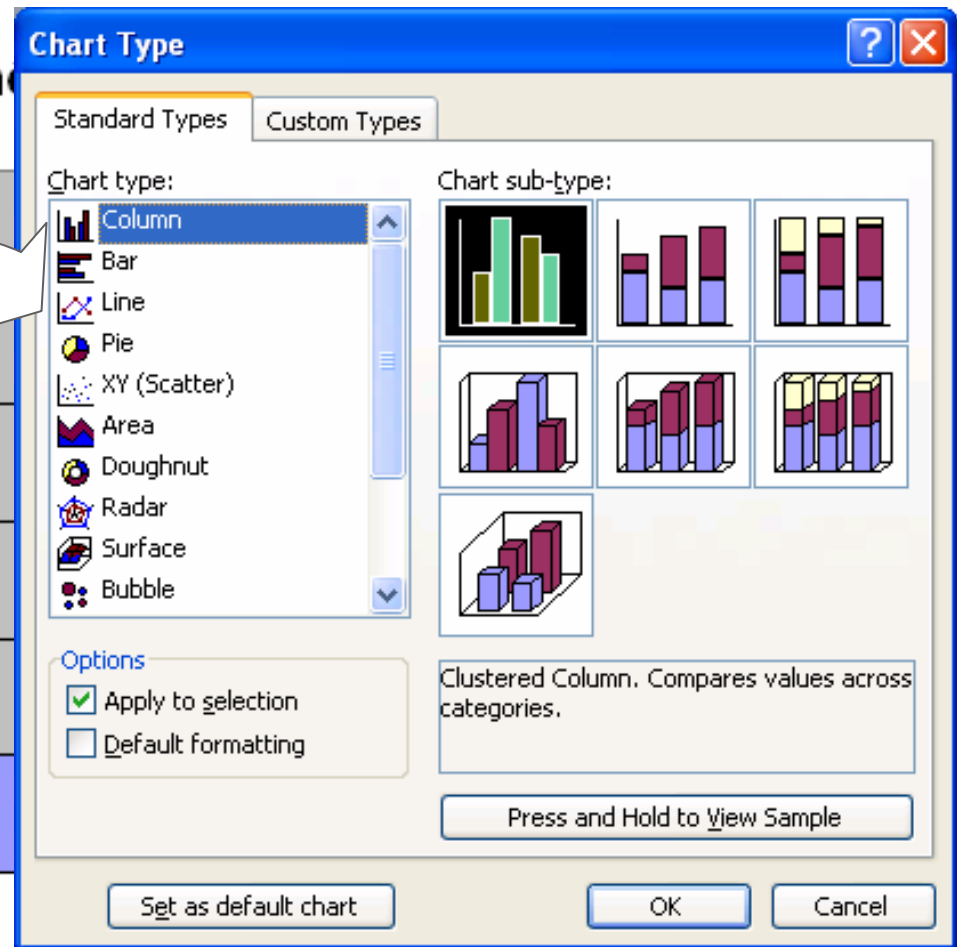 Chart Type
Standard Types
Custom Types
Chart type:
Chart sub-type:
Column
Bar
Line
Pie
XY (Scatter)
Area
Doughnut
Radar
Surface
Bubble
Options
Apply to selection
Default formatting
Clustered Column. Compares values across
categories.
Press and Hold to View Sample
Set as default chart
OK
Cancel